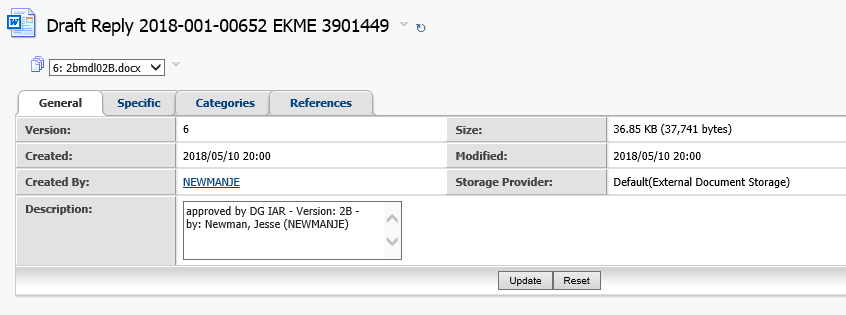 Draft Reply 2018-001-00652 EKME 3901449
6: 2bmdl02B.docx
General Specific Categories References
Version: 6 Size: 36.85 KB (37,741 bytes)
Created: 2018/05/10 20:00 Modified: 2018/05/10 20:00
Created By: NEWMANJE Storage Provider: Default(External Document Storage)
Description: approved by DG IAR - Version: 2B -
by: Newman, Jesse (NEWMANJE)
Update Reset